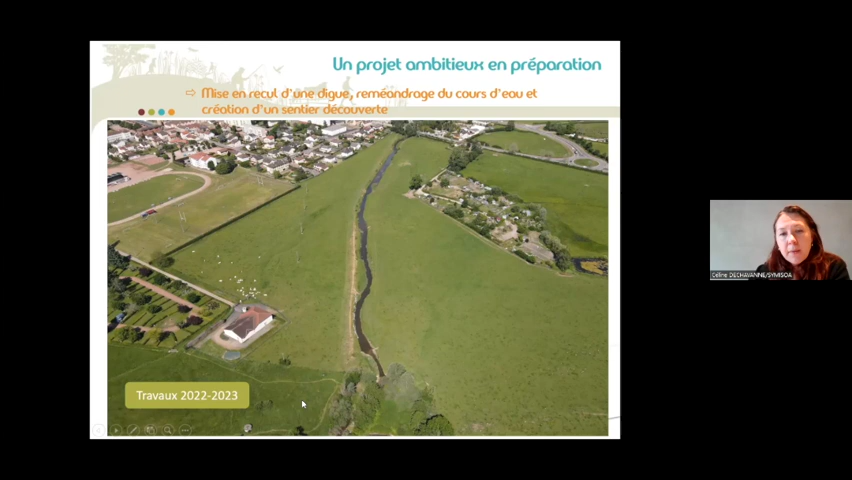 Un projet ambitieux en préparation
⇨ Mise en recul d'une digue, reméandrage du cours d'eau et
création d'un sentier découverte
Céline DECHAVANNE/SYMISOA
Travaux 2022-2023